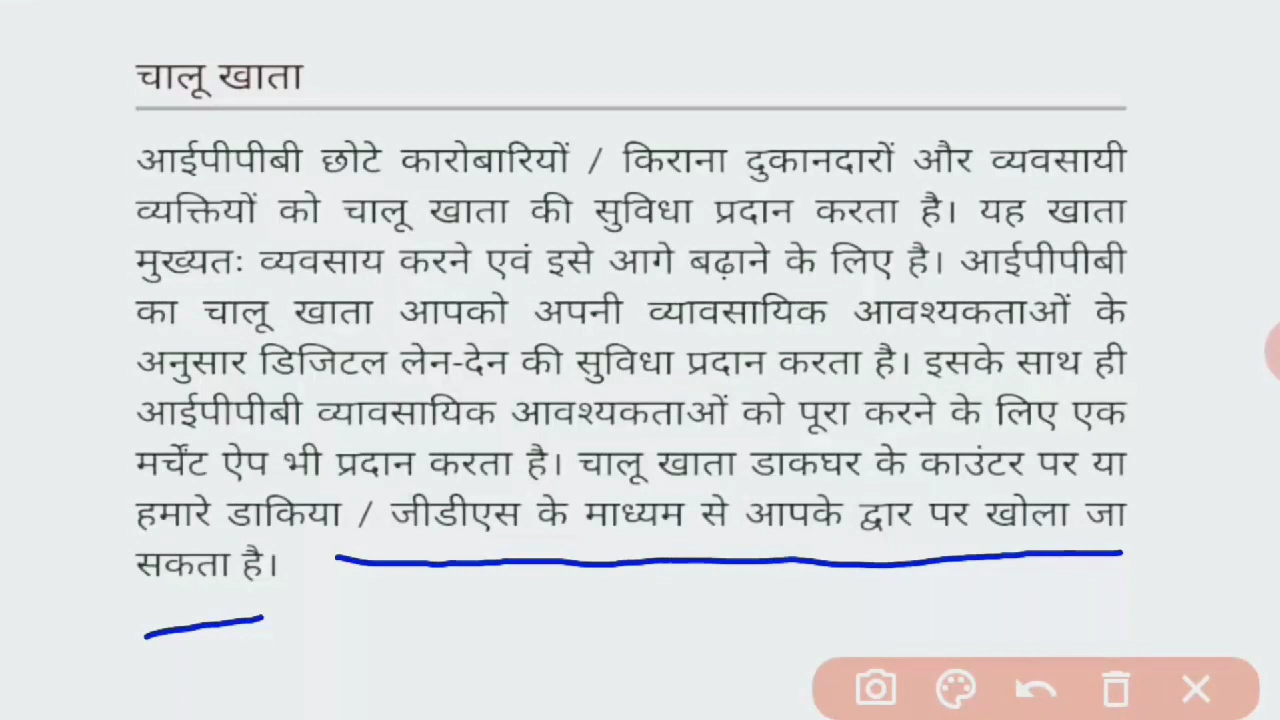 चालू खाता
आईपीपीबी छोटे कारोबारियों / किराना दुकानदारों और व्यवसायी
व्यक्तियों को चालू खाता की सुविधा प्रदान करता है। यह खाता
मुख्यतः व्यवसाय करने एवं इसे आगे बढ़ाने के लिए है। आईपीपीबी
का चालू खाता आपको अपनी व्यावसायिक आवश्यकताओं के
अनुसार डिजिटल लेन-देन की सुविधा प्रदान करता है। इसके साथ ही
आईपीपीबी व्यावसायिक आवश्यकताओं को पूरा करने के लिए एक
मर्चेंट ऐप भी प्रदान करता है। चालू खाता डाकघर के काउंटर पर या
हमारे डाकिया / जीडीएस के माध्यम से आपके द्वार पर खोला जा
सकता है।